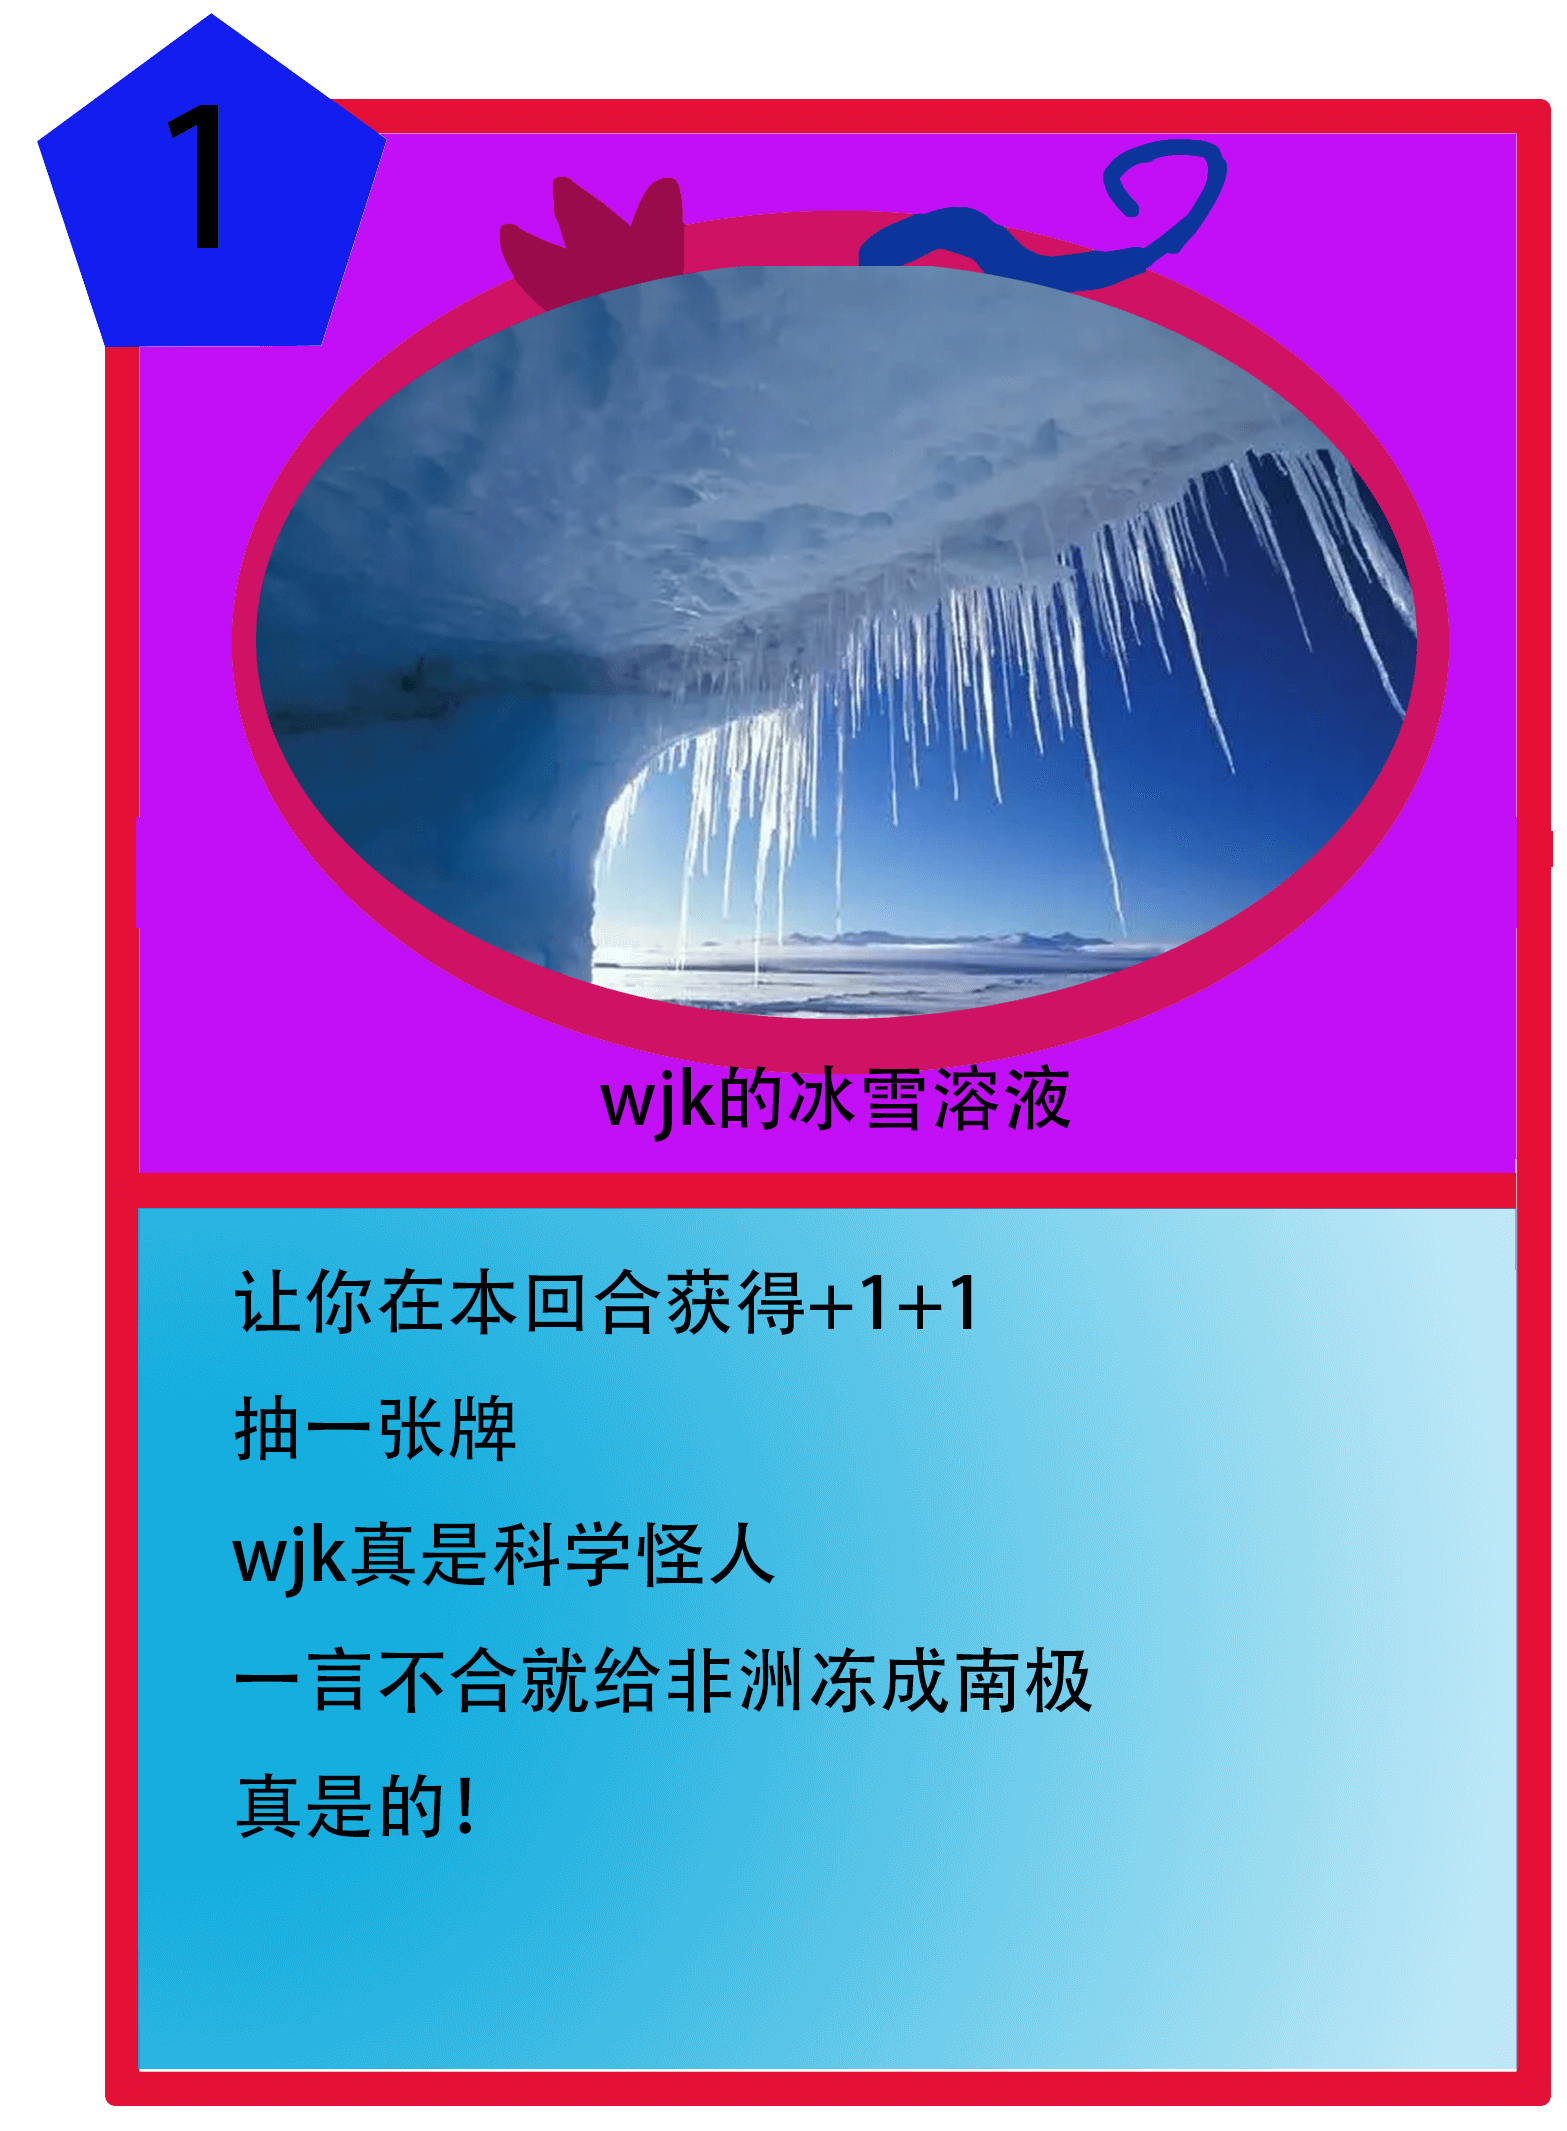 1
wjk的冰雪溶液
让你在本回合获得+1+1
抽一张牌
wjk真是科学怪人
一言不合就给非洲冻成南极
真是的！